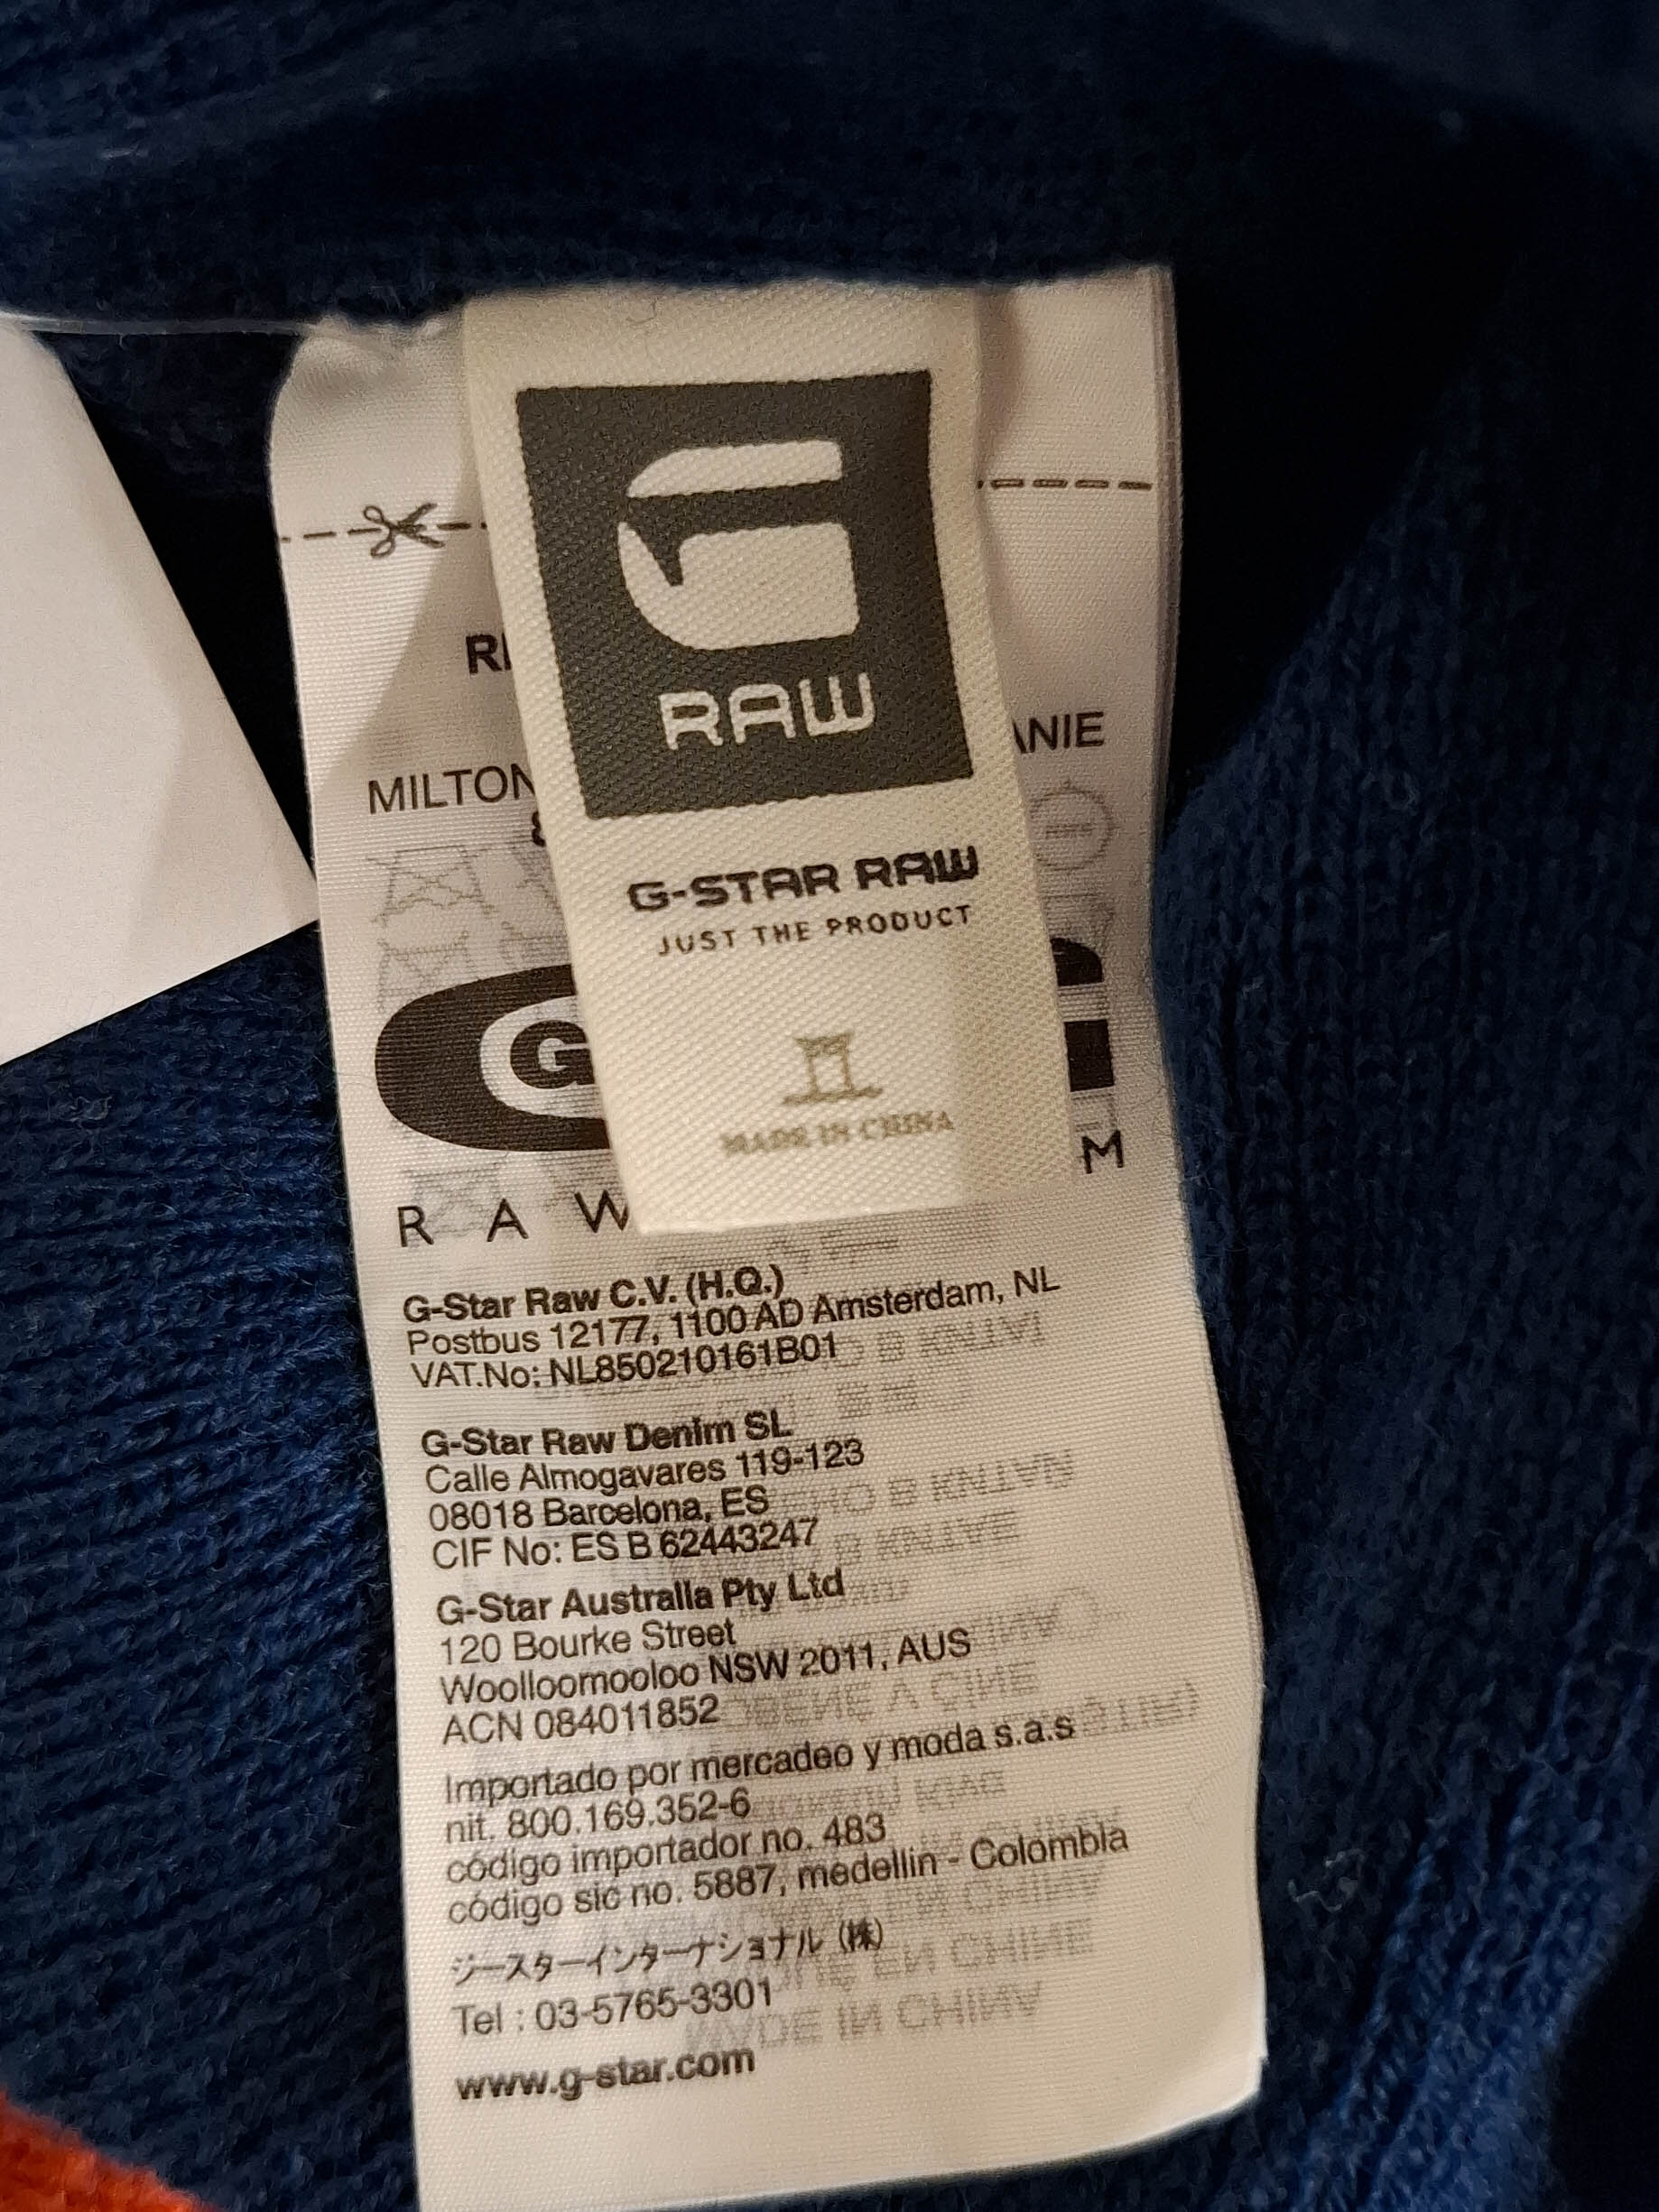 RAW
G-STAR RAW
JUST THE PRODUCT
MADE IN CHINA
MILTON
R A W
M
G-Star Raw C.V. (H.Q.)
Postbus 12177, 1100 AD Amsterdam, NL
VAT.No: NL850210161B01
G-Star Raw Denim SL
Calle Almogavares 119-123
08018 Barcelona, ES
CIF No: ES B 62443247
G-Star Australia Pty Ltd
120 Bourke Street
Woolloomooloo NSW 2011, AUS
ACN 084011852
Importado por mercadeo y moda s.a.s
nit. 800.169.352-6
código importador no. 483
código sic no. 5887, medellin - Colombia
ジースターインターナショナル (株)
Tel : 03-5765-3301
www.g-star.com